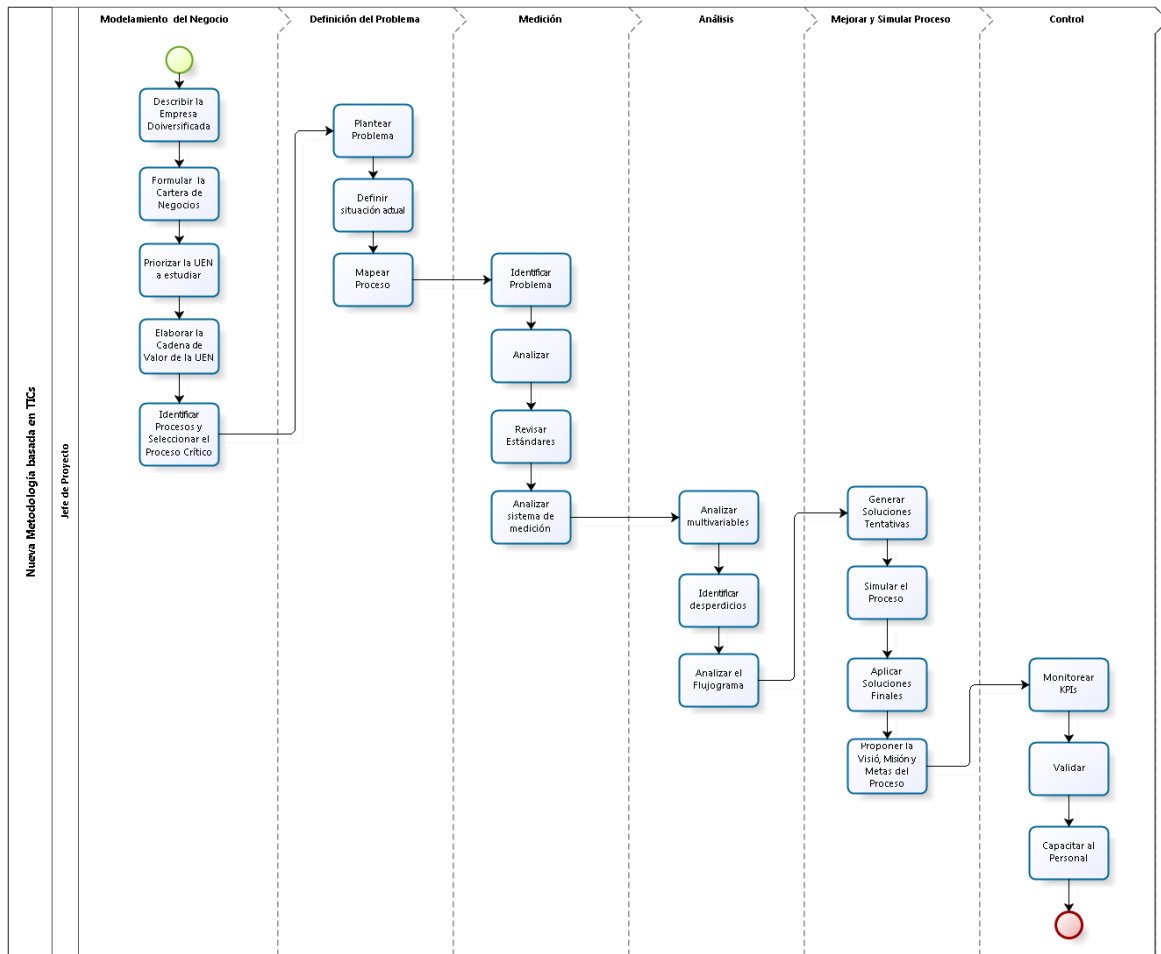 Modelamiento del Negocio
Definición del Problema
Medición
Análisis
Mejorar y Simular Proceso
Control
Nueva Metodología basada en TICs
Jefe de Proyecto
Describir la
Empresa
Doiversificada
Formular la
Cartera de
Negocios
Priorizar la UEN
a estudiar
Elaborar la
Cadena de
Valor de la UEN
Identificar
Procesos y
Seleccionar el
Proceso Crítico
Plantear
Problema
Definir
situación actual
Mapear
Proceso
Identificar
Problema
Analizar
Revisar
Estándares
Analizar
sistema de
medición
Analizar
multivariables
Identificar
desperdicios
Analizar el
Flujograma
Generar
Soluciones
Tentativas
Simular el
Proceso
Aplicar
Soluciones
Finales
Proponer la
Visió, Misión y
Metas del
Proceso
Monitorear
KPIs
Validar
Capacitar al
Personal